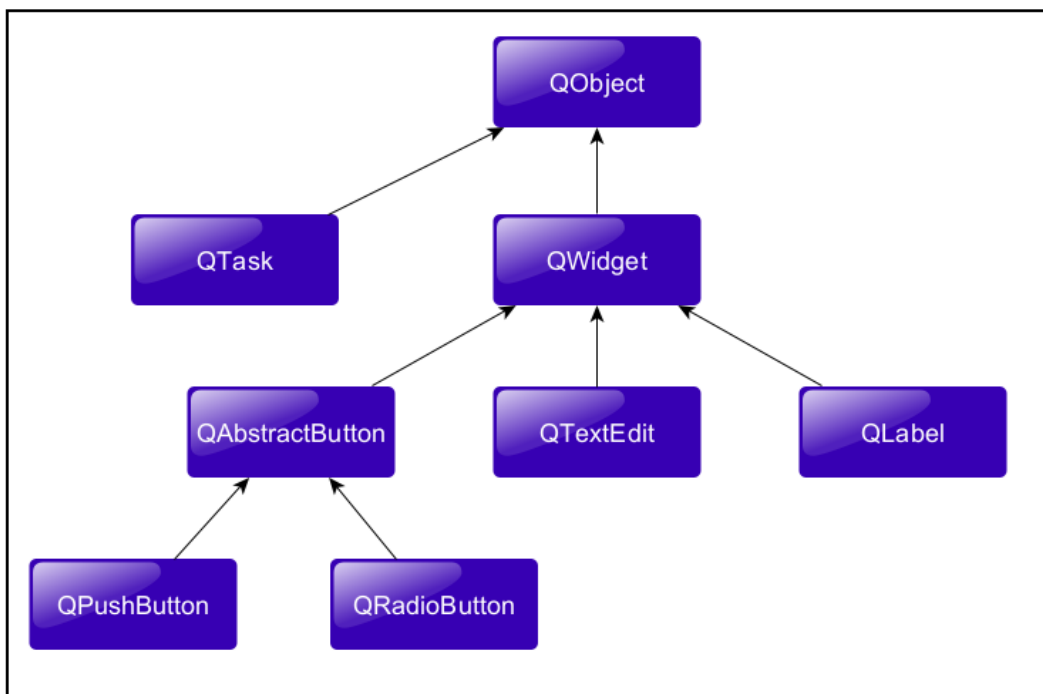 QObject
QTask
QWidget
QAbstractButton
QTextEdit
QLabel
QPushButton
QRadioButton